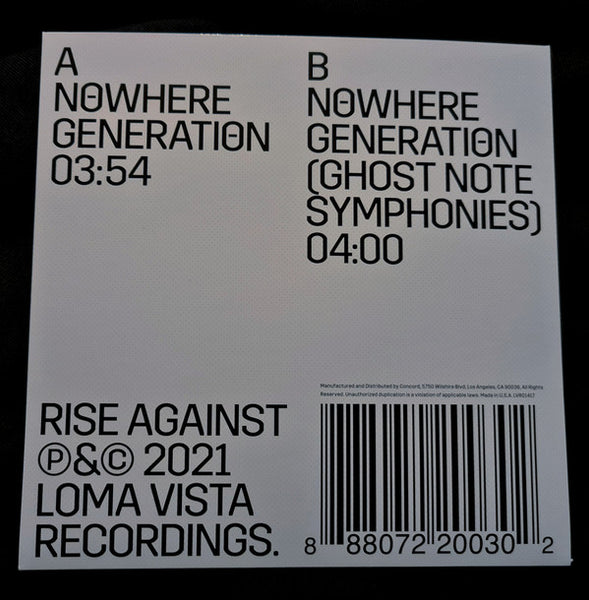 A
NOWHERE
GENERATION
03:54
B
NOWHERE
GENERATION
(GHOST NOTE
SYMPHONIES)
04:00
Manufactured and Distributed by Concord, 5750 Wilshire Blvd, Los Angeles, CA 90036, All Rights
Reserved. Unauthorized duplication is a violation of applicable laws. Made in U.S.A. LVR01417
RISE AGAINST
Ⓟ&© 2021
LOMA VISTA
RECORDINGS.
8 88072 20030 2